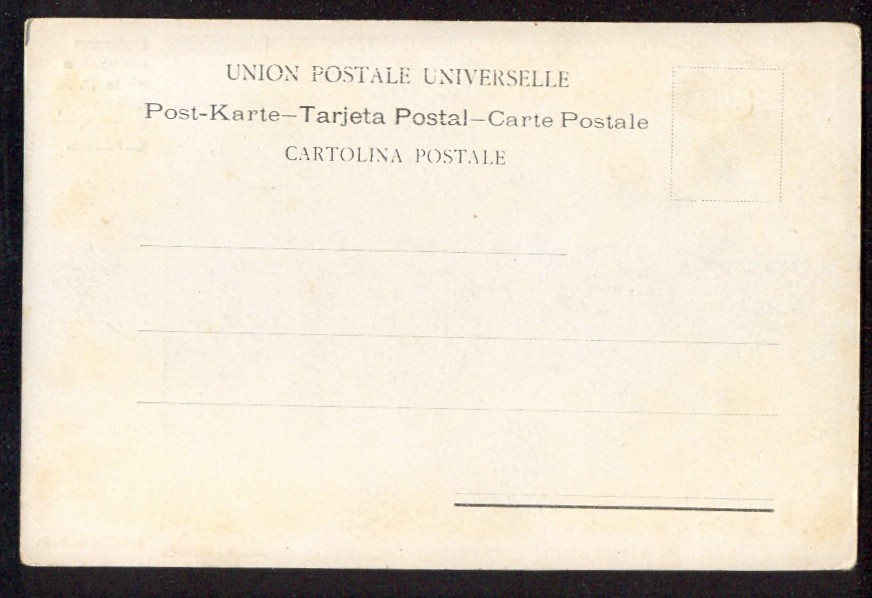 UNION POSTALE UNIVERSELLE
Post-Karte—Tarjeta Postal—Carte Postale
CARTOLINA POSTALE